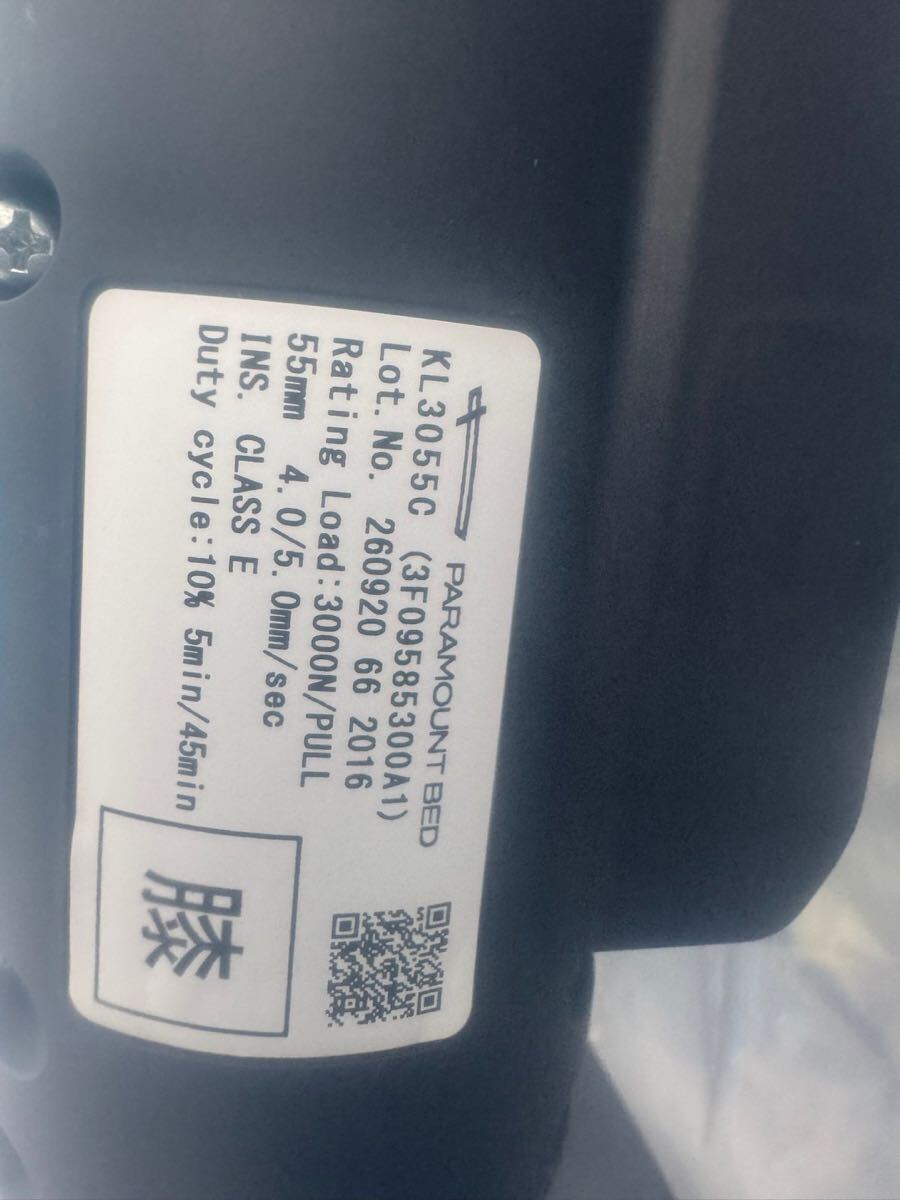 PARAMOUNT BED
KL3055C (3F09585300A1)
Lot.No. 260920 66 2016
Rating Load:3000N/PULL
55mm 4.0/5.0mm/sec
INS. CLASS E
Duty cycle:10% 5min/45min
膝